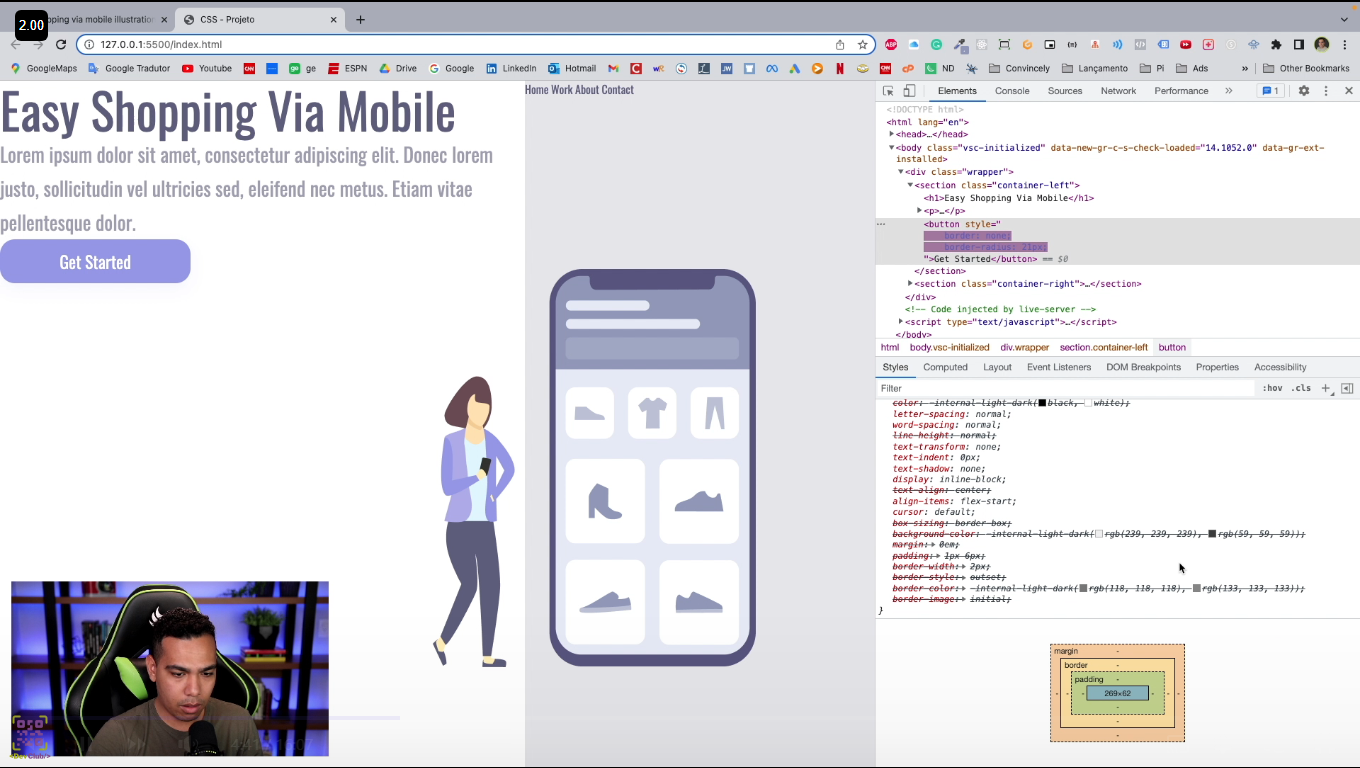 2.00
pping via mobile illustration
CSS - Projeto
127.0.0.1:5500/index.html
GoogleMaps
Google Tradutor
Youtube
CNN
ge
ESPN
Drive
Google
LinkedIn
Hotmail
ND
Convincely
Lançamento
Pi
Ads
»
Other Bookmarks
Easy Shopping Via Mobile
Lorem ipsum dolor sit amet, consectetur adipiscing elit. Donec lorem
justo, sollicitudin vel ultricies sed, eleifend nec metus. Etiam vitae
pellentesque dolor.
Get Started
Home Work About Contact
Elements Console Sources Network Performance » 1
<!DOCTYPE html>
<html lang="en">
<head>…</head>
<body class="vsc-initialized" data-new-gr-c-s-check-loaded="14.1052.0" data-gr-ext-
installed>
<div class="wrapper">
<section class="container-left">
<h1>Easy Shopping Via Mobile</h1>
<p>…</p>
<button style="
border: none;
border-radius: 21px;
">Get Started</button> == $0
</section>
<section class="container-right">…</section>
</div>
<!-- Code injected by live-server -->
<script type="text/javascript">…</script>
</body>
html body.vsc-initialized div.wrapper section.container-left button
Styles Computed Layout Event Listeners DOM Breakpoints Properties Accessibility
Filter :hov .cls +
color: -internal-light-dark(black, white);
letter-spacing: normal;
word-spacing: normal;
line-height: normal;
text-transform: none;
text-indent: 0px;
text-shadow: none;
display: inline-block;
text-align: center;
align-items: flex-start;
cursor: default;
box-sizing: border-box;
background-color: -internal-light-dark(rgb(239, 239, 239), rgb(59, 59, 59));
margin: 0em;
padding: 1px 6px;
border-width: 2px;
border-style: outset;
border-color: -internal-light-dark(rgb(118, 118, 118), rgb(133, 133, 133));
border-image: initial;
}
margin -
border -
padding -
269×62
<DevClub/>